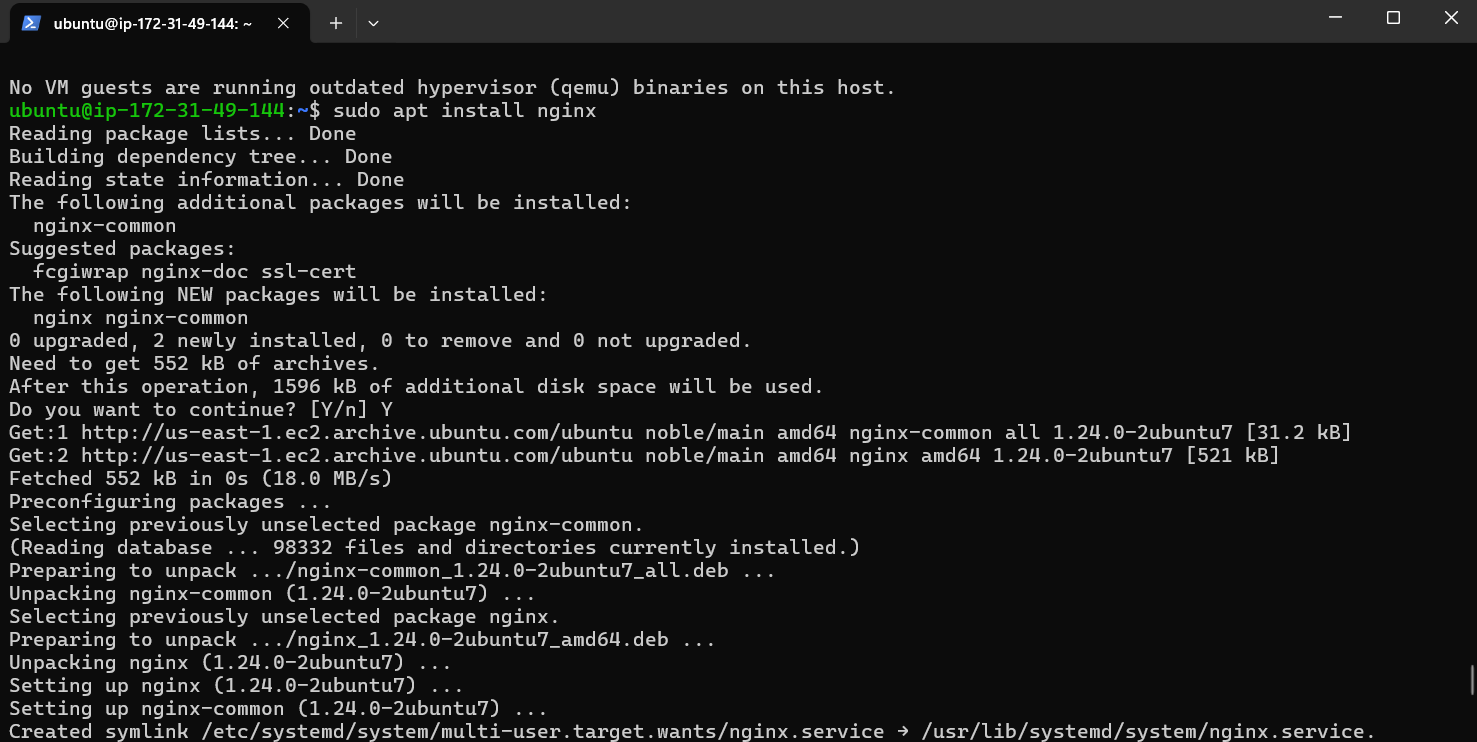 ubuntu@ip-172-31-49-144: ~
No VM guests are running outdated hypervisor (qemu) binaries on this host.
ubuntu@ip-172-31-49-144:~$ sudo apt install nginx
Reading package lists... Done
Building dependency tree... Done
Reading state information... Done
The following additional packages will be installed:
  nginx-common
Suggested packages:
  fcgiwrap nginx-doc ssl-cert
The following NEW packages will be installed:
  nginx nginx-common
0 upgraded, 2 newly installed, 0 to remove and 0 not upgraded.
Need to get 552 kB of archives.
After this operation, 1596 kB of additional disk space will be used.
Do you want to continue? [Y/n] Y
Get:1 http://us-east-1.ec2.archive.ubuntu.com/ubuntu noble/main amd64 nginx-common all 1.24.0-2ubuntu7 [31.2 kB]
Get:2 http://us-east-1.ec2.archive.ubuntu.com/ubuntu noble/main amd64 nginx amd64 1.24.0-2ubuntu7 [521 kB]
Fetched 552 kB in 0s (18.0 MB/s)
Preconfiguring packages ...
Selecting previously unselected package nginx-common.
(Reading database ... 98332 files and directories currently installed.)
Preparing to unpack .../nginx-common_1.24.0-2ubuntu7_all.deb ...
Unpacking nginx-common (1.24.0-2ubuntu7) ...
Selecting previously unselected package nginx.
Preparing to unpack .../nginx_1.24.0-2ubuntu7_amd64.deb ...
Unpacking nginx (1.24.0-2ubuntu7) ...
Setting up nginx (1.24.0-2ubuntu7) ...
Setting up nginx-common (1.24.0-2ubuntu7) ...
Created symlink /etc/systemd/system/multi-user.target.wants/nginx.service → /usr/lib/systemd/system/nginx.service.